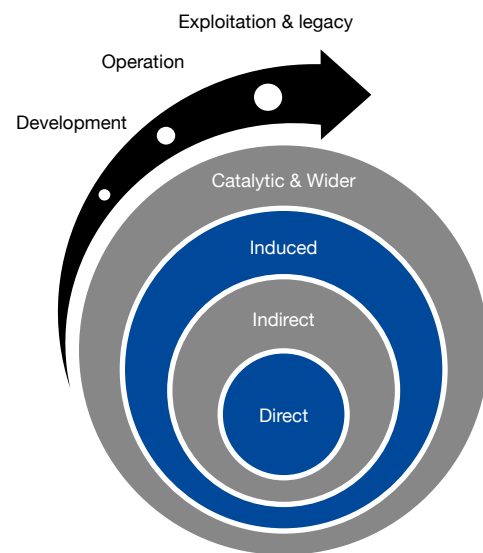 Exploitation & legacy
Operation
Development
Catalytic & Wider
Induced
Indirect
Direct